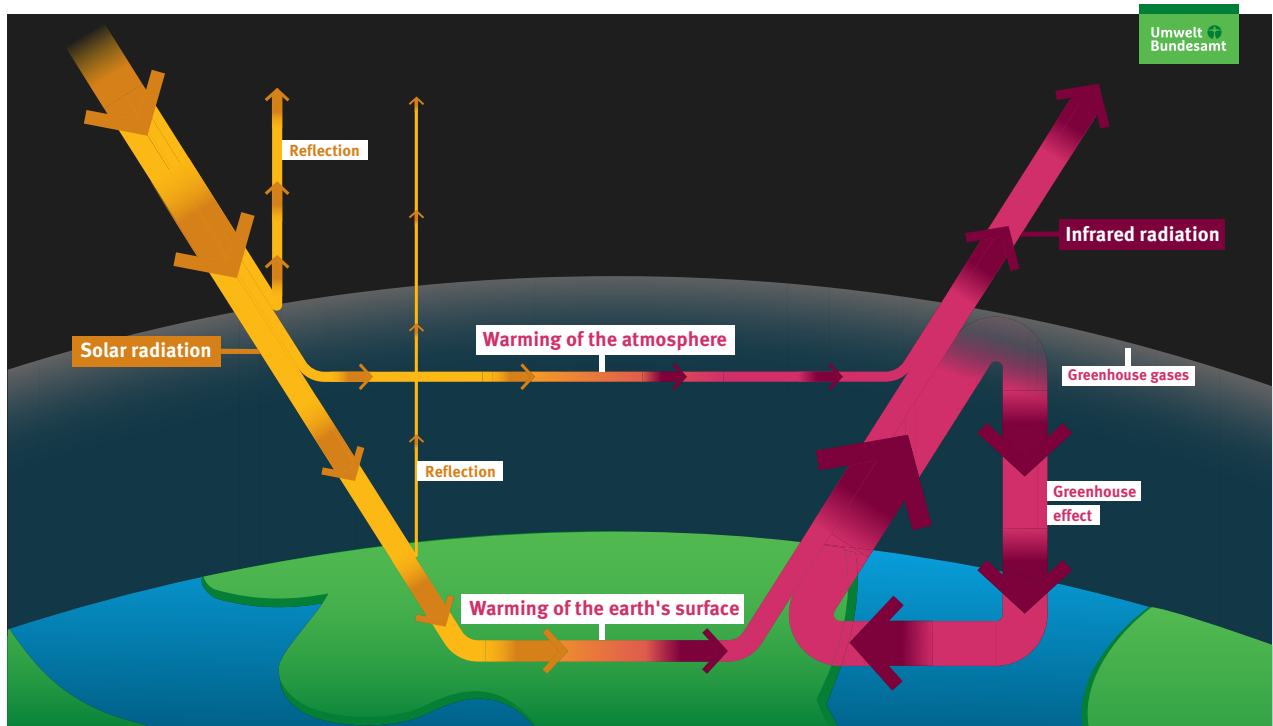 Umwelt
Bundesamt
Reflection
Infrared radiation
Solar radiation
Warming of the atmosphere
Greenhouse gases
Reflection
Greenhouse
effect
Warming of the earth's surface